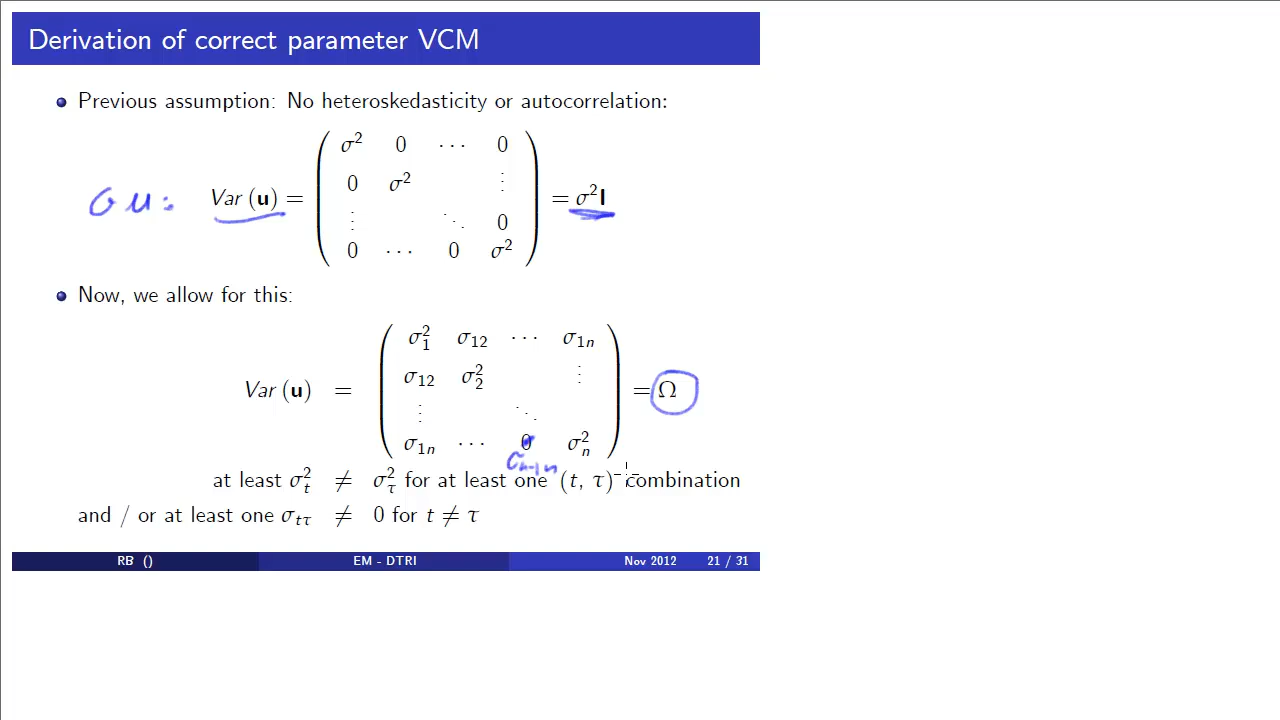 Derivation of correct parameter VCM
Previous assumption: No heteroskedasticity or autocorrelation:
σ² 0 ··· 0
0 σ² ⋮
GM: Var (u) = = σ²I
⋮ ⋱ 0
0 ··· 0 σ²
Now, we allow for this:
σ₁² σ₁₂ ··· σ₁ₙ
σ₁₂ σ₂² ⋮
Var (u) = = Ω
⋮ ⋱
σ₁ₙ ··· 0 σₙ²
at least σₜ² ≠ σ_τ² for at least one (t, τ)-combination
and / or at least one σ_tτ ≠ 0 for t ≠ τ
RB () EM - DTRI Nov 2012 21 / 31